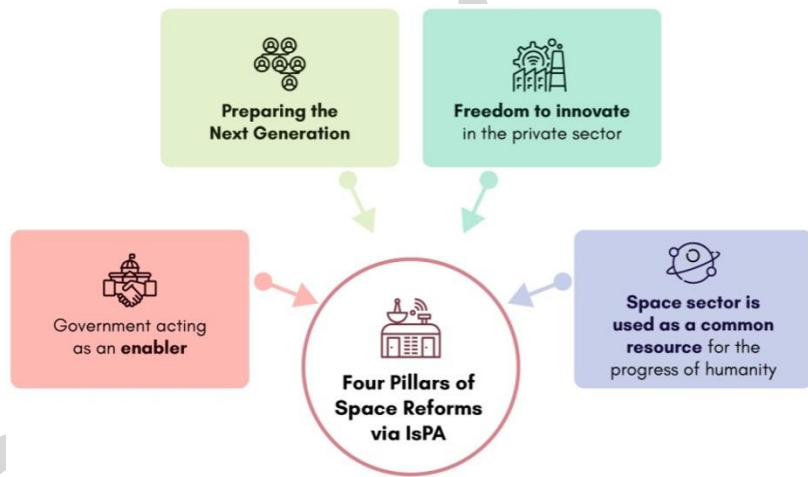 Preparing the
Next Generation
Freedom to innovate
in the private sector
Government acting
as an enabler
Space sector is
used as a common
resource for the
progress of humanity
Four Pillars of
Space Reforms
via IsPA